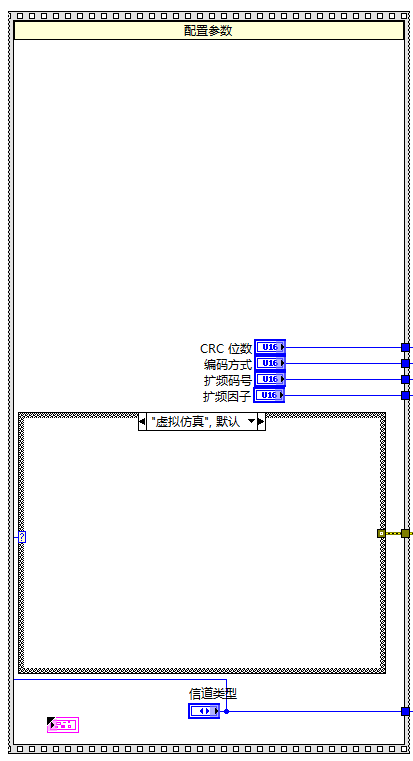 配置参数
CRC 位数
U16
编码方式
U16
扩频码号
U16
扩频因子
U16
"虚拟仿真", 默认
?
信道类型